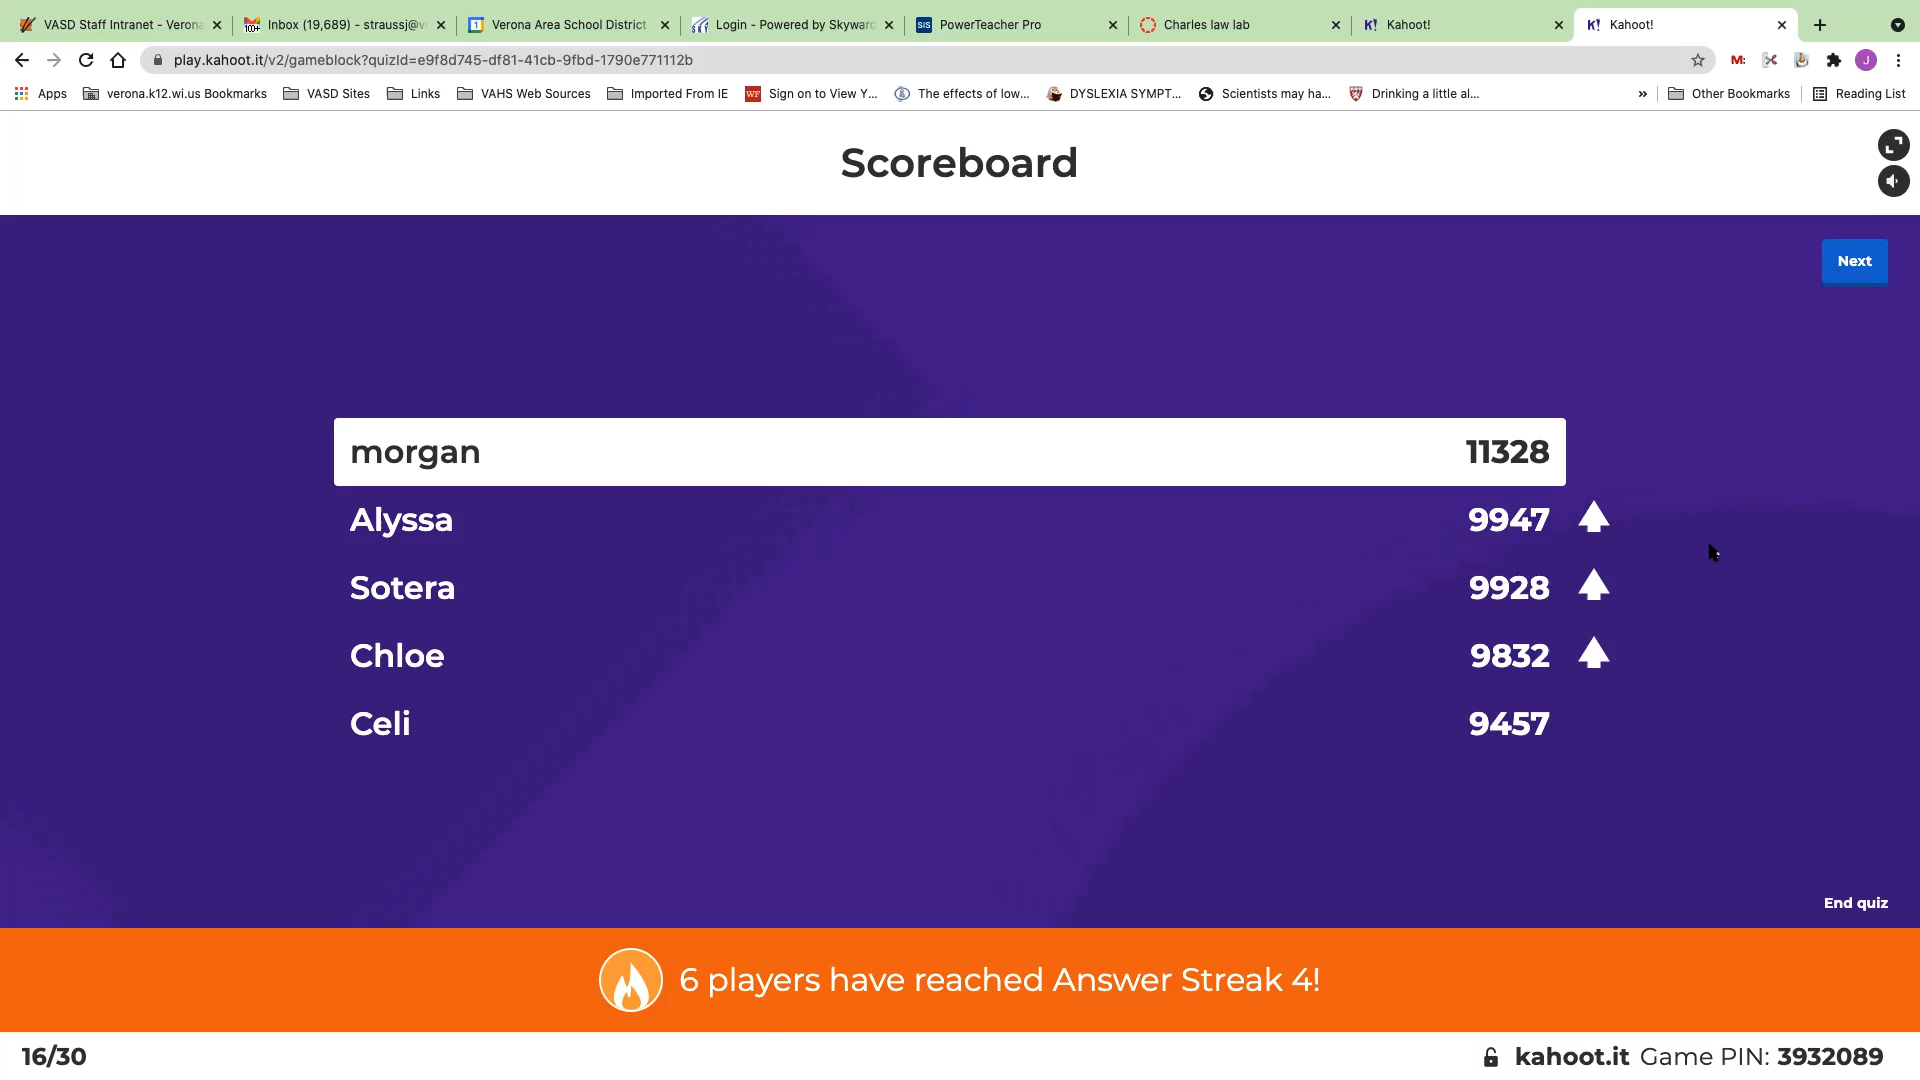 VASD Staff Intranet - Verona
Inbox (19,689) - straussj@v
Verona Area School District
Login - Powered by Skyward
SIS
PowerTeacher Pro
Charles law lab
K! Kahoot!
K! Kahoot!
play.kahoot.it/v2/gameblock?quizId=e9f8d745-df81-41cb-9fbd-1790e771112b
M:
J
Apps
verona.k12.wi.us Bookmarks
VASD Sites
Links
VAHS Web Sources
Imported From IE
WF Sign on to View Y...
The effects of low...
DYSLEXIA SYMPT...
Scientists may ha...
Drinking a little al...
»
Other Bookmarks
Reading List
Scoreboard
Next
morgan 11328
Alyssa 9947
Sotera 9928
Chloe 9832
Celi 9457
End quiz
6 players have reached Answer Streak 4!
16/30
kahoot.it Game PIN: 3932089